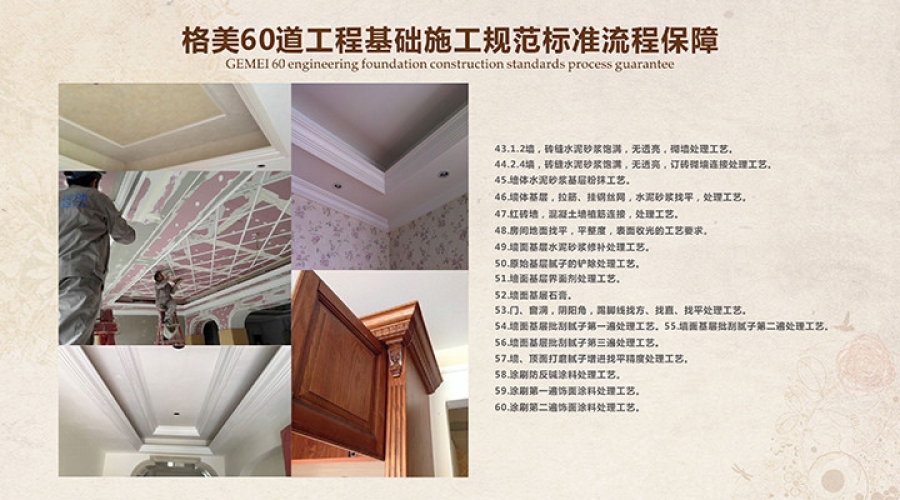 格美60道工程基础施工规范标准流程保障
GEMEI 60 engineering foundation construction standards process guarantee
43.1.2墙，砖缝水泥砂浆饱满，无透亮，砌墙处理工艺。
44.2.4墙，砖缝水泥砂浆饱满，无透亮，订砖砌墙连接处理工艺。
45.墙体水泥砂浆基层粉抹工艺。
46.墙体基层，拉筋、挂钢丝网，水泥砂浆找平，处理工艺。
47.红砖墙，混凝土墙植筋连接，处理工艺。
48.房间地面找平，平整度，表面收光的工艺要求。
49.墙面基层水泥砂浆修补处理工艺。
50.原始基层腻子的铲除处理工艺。
51.墙面基层界面剂处理工艺。
52.墙面基层石膏。
53.门、窗洞，阴阳角，踢脚线找方、找直、找平处理工艺。
54.墙面基层批刮腻子第一遍处理工艺。55.墙面基层批刮腻子第二遍处理工艺。
56.墙面基层批刮腻子第三遍处理工艺。
57.墙、顶面打磨腻子增进找平精度处理工艺。
58.涂刷防反碱涂料处理工艺。
59.涂刷第一遍饰面涂料处理工艺。
60.涂刷第二遍饰面涂料处理工艺。